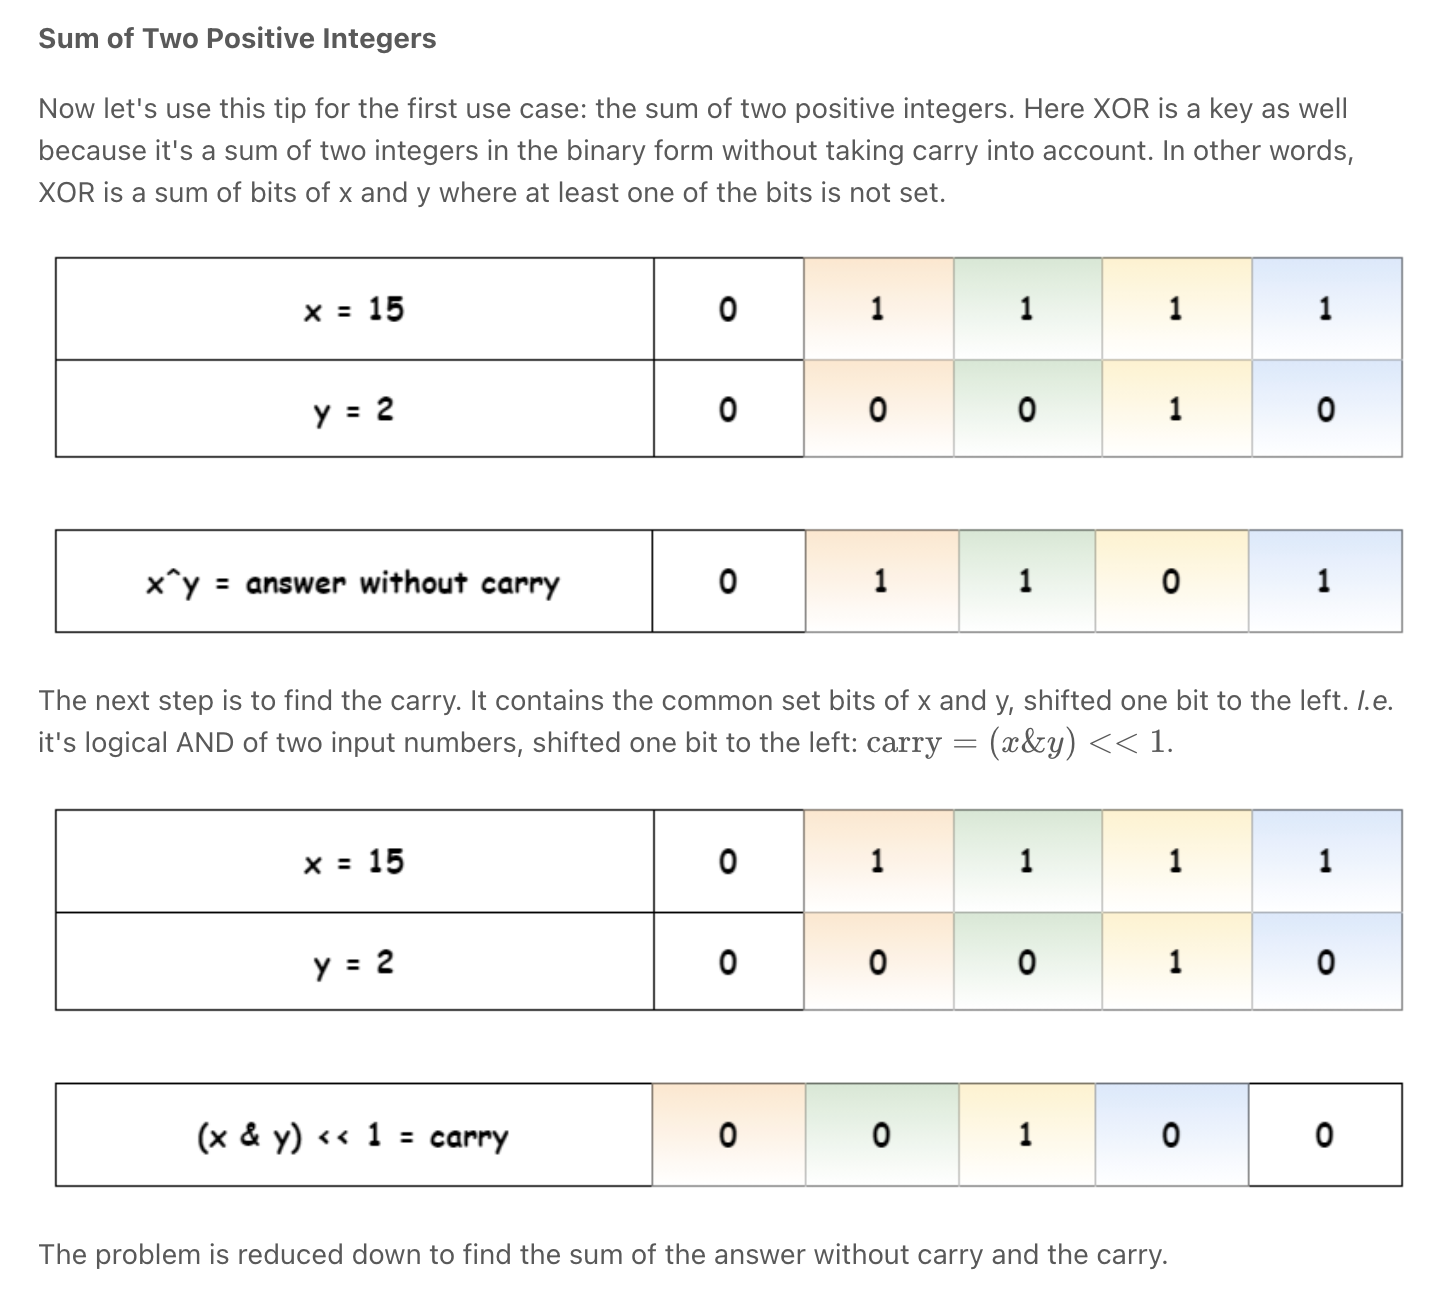 Sum of Two Positive Integers
Now let's use this tip for the first use case: the sum of two positive integers. Here XOR is a key as well
because it's a sum of two integers in the binary form without taking carry into account. In other words,
XOR is a sum of bits of x and y where at least one of the bits is not set.
x = 15 0 1 1 1 1
y = 2 0 0 0 1 0
x^y = answer without carry 0 1 1 0 1
The next step is to find the carry. It contains the common set bits of x and y, shifted one bit to the left. I.e.
it's logical AND of two input numbers, shifted one bit to the left: carry = (x&y) << 1.
x = 15 0 1 1 1 1
y = 2 0 0 0 1 0
(x & y) << 1 = carry 0 0 1 0 0
The problem is reduced down to find the sum of the answer without carry and the carry.